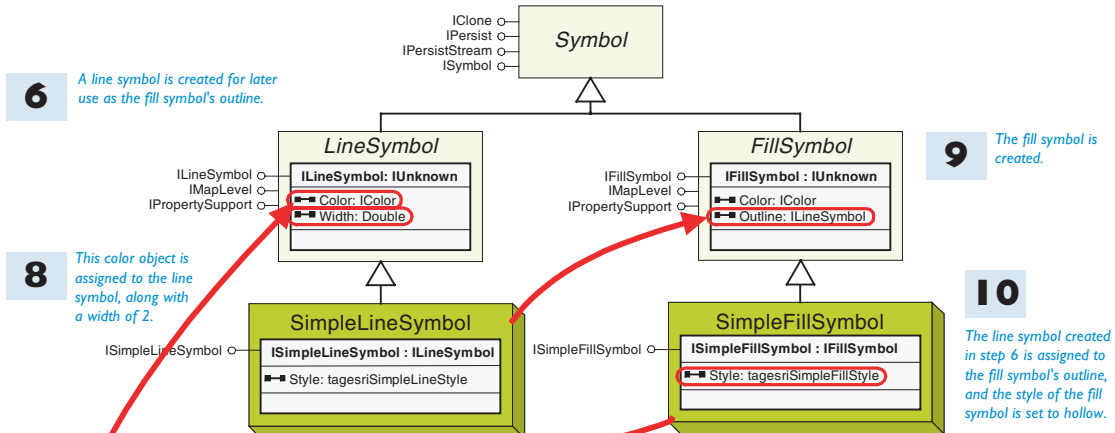 IClone
IPersist
IPersistStream
ISymbol
Symbol
6
A line symbol is created for later
use as the fill symbol's outline.
LineSymbol
ILineSymbol
IMapLevel
IPropertySupport
ILineSymbol: IUnknown
Color: IColor
Width: Double
FillSymbol
IFillSymbol
IMapLevel
IPropertySupport
IFillSymbol : IUnknown
Color: IColor
Outline: ILineSymbol
9
The fill symbol is
created.
8
This color object is
assigned to the line
symbol, along with
a width of 2.
SimpleLineSymbol
ISimpleLineSymbol
ISimpleLineSymbol : ILineSymbol
Style: tagesriSimpleLineStyle
SimpleFillSymbol
ISimpleFillSymbol
ISimpleFillSymbol : IFillSymbol
Style: tagesriSimpleFillStyle
10
The line symbol created
in step 6 is assigned to
the fill symbol's outline,
and the style of the fill
symbol is set to hollow.